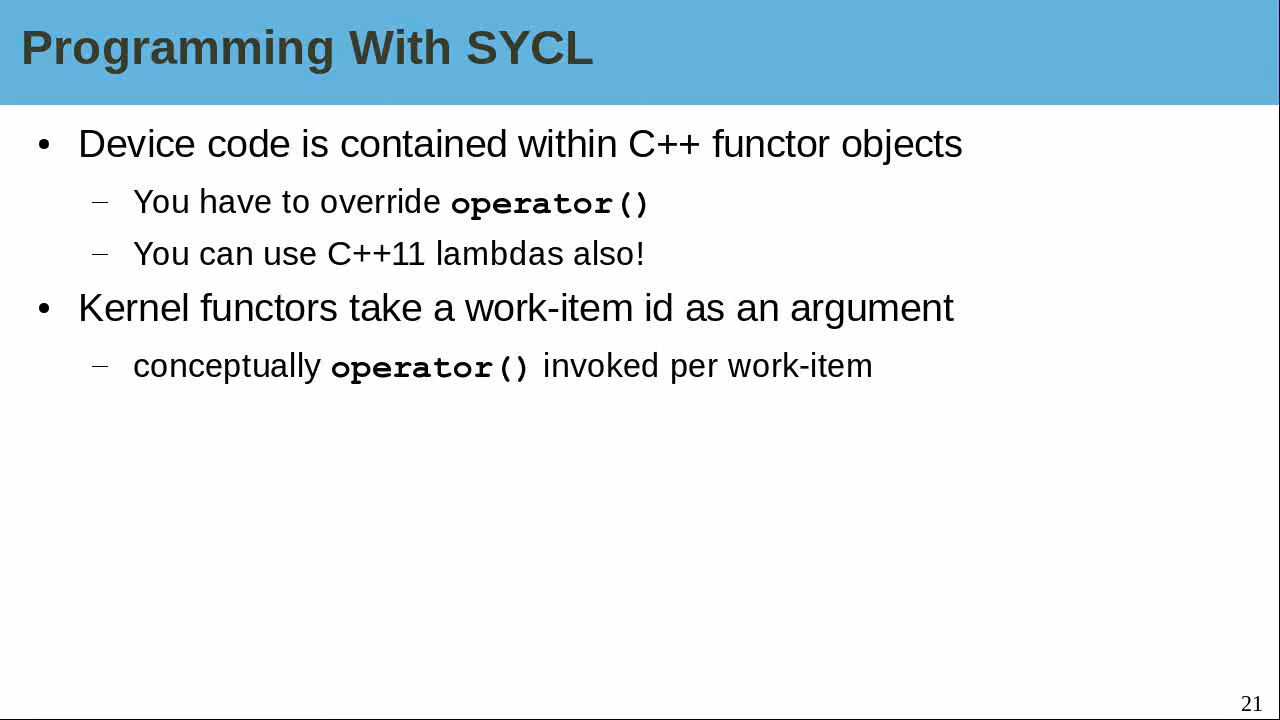 Programming With SYCL
• Device code is contained within C++ functor objects
– You have to override operator()
– You can use C++11 lambdas also!
• Kernel functors take a work-item id as an argument
– conceptually operator() invoked per work-item
21